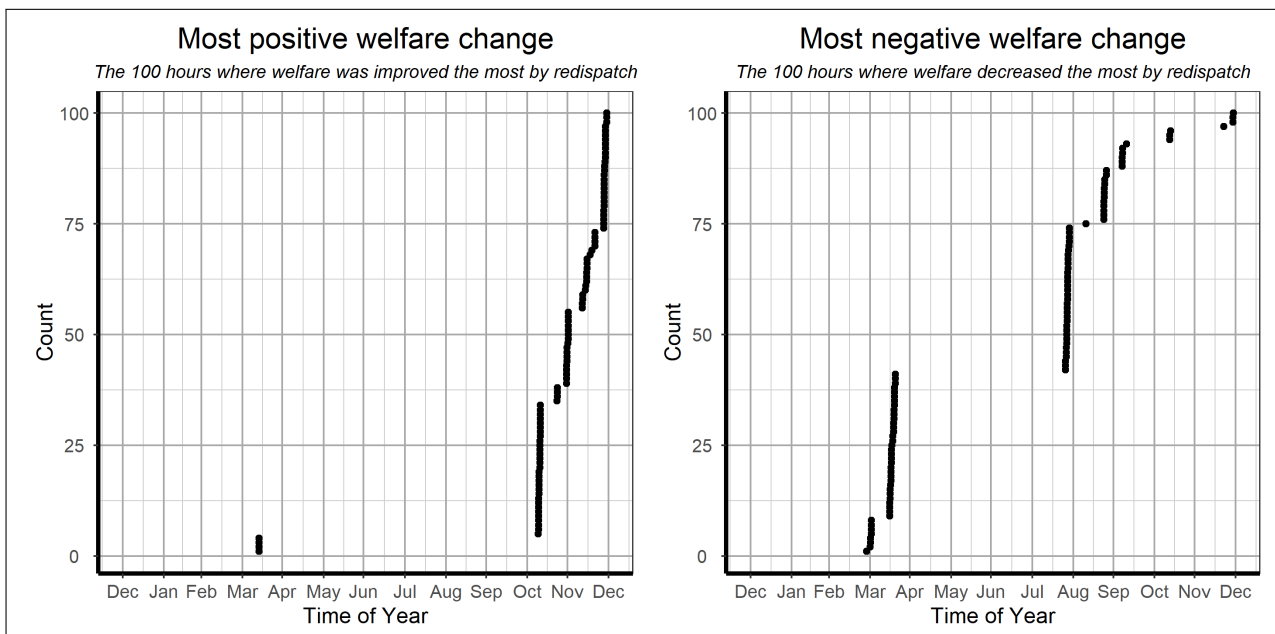 Most positive welfare change
The 100 hours where welfare was improved the most by redispatch
100
75
50
25
0
Count
Dec Jan Feb Mar Apr May Jun Jul Aug Sep Oct Nov Dec
Time of Year
Most negative welfare change
The 100 hours where welfare decreased the most by redispatch
100
75
50
25
0
Count
Dec Jan Feb Mar Apr May Jun Jul Aug Sep Oct Nov Dec
Time of Year